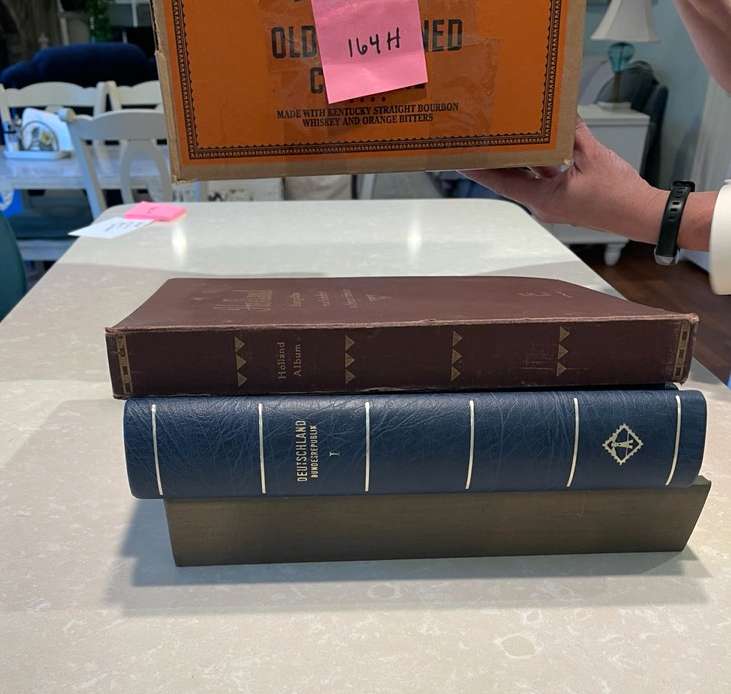 OLD NED
C
164H
MADE WITH KENTUCKY STRAIGHT BOURBON
WHISKEY AND ORANGE BITTERS
Holland
Album
DEUTSCHLAND
BUNDESREPUBLIK
I